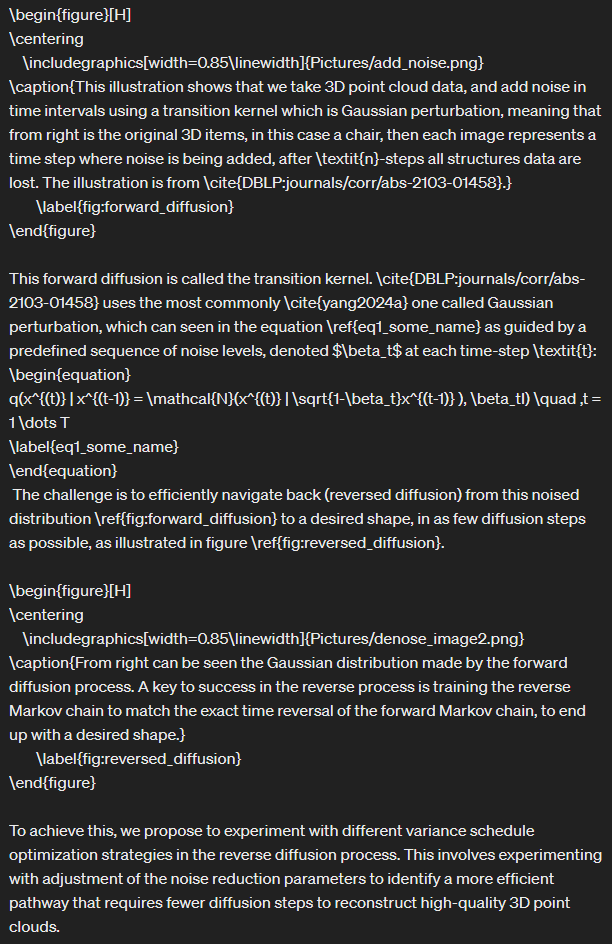 \begin{figure}[H]
\centering
\includegraphics[width=0.85\linewidth]{Pictures/add_noise.png}
\caption{This illustration shows that we take 3D point cloud data, and add noise in
time intervals using a transition kernel which is Gaussian perturbation, meaning that
from right is the original 3D items, in this case a chair, then each image represents a
time step where noise is being added, after \textit{n}-steps all structures data are
lost. The illustration is from \cite{DBLP:journals/corr/abs-2103-01458}.}
\label{fig:forward_diffusion}
\end{figure}
This forward diffusion is called the transition kernel. \cite{DBLP:journals/corr/abs-
2103-01458} uses the most commonly \cite{yang2024a} one called Gaussian
perturbation, which can seen in the equation \ref{eq1_some_name} as guided by a
predefined sequence of noise levels, denoted $\beta_t$ at each time-step \textit{t}:
\begin{equation}
q(x^{(t)} | x^{(t-1)} = \mathcal{N}(x^{(t)} | \sqrt{1-\beta_t}x^{(t-1)} ), \beta_tI) \quad ,t =
1 \dots T
\label{eq1_some_name}
\end{equation}
The challenge is to efficiently navigate back (reversed diffusion) from this noised
distribution \ref{fig:forward_diffusion} to a desired shape, in as few diffusion steps
as possible, as illustrated in figure \ref{fig:reversed_diffusion}.
\begin{figure}[H]
\centering
\includegraphics[width=0.85\linewidth]{Pictures/denose_image2.png}
\caption{From right can be seen the Gaussian distribution made by the forward
diffusion process. A key to success in the reverse process is training the reverse
Markov chain to match the exact time reversal of the forward Markov chain, to end
up with a desired shape.}
\label{fig:reversed_diffusion}
\end{figure}
To achieve this, we propose to experiment with different variance schedule
optimization strategies in the reverse diffusion process. This involves experimenting
with adjustment of the noise reduction parameters to identify a more efficient
pathway that requires fewer diffusion steps to reconstruct high-quality 3D point
clouds.